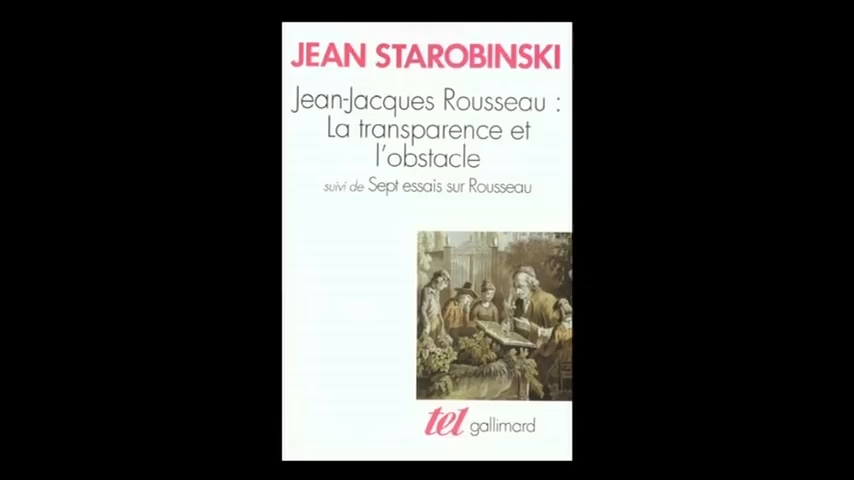 JEAN STAROBINSKI
Jean-Jacques Rousseau :
La transparence et
l'obstacle
suivi de Sept essais sur Rousseau
tel gallimard